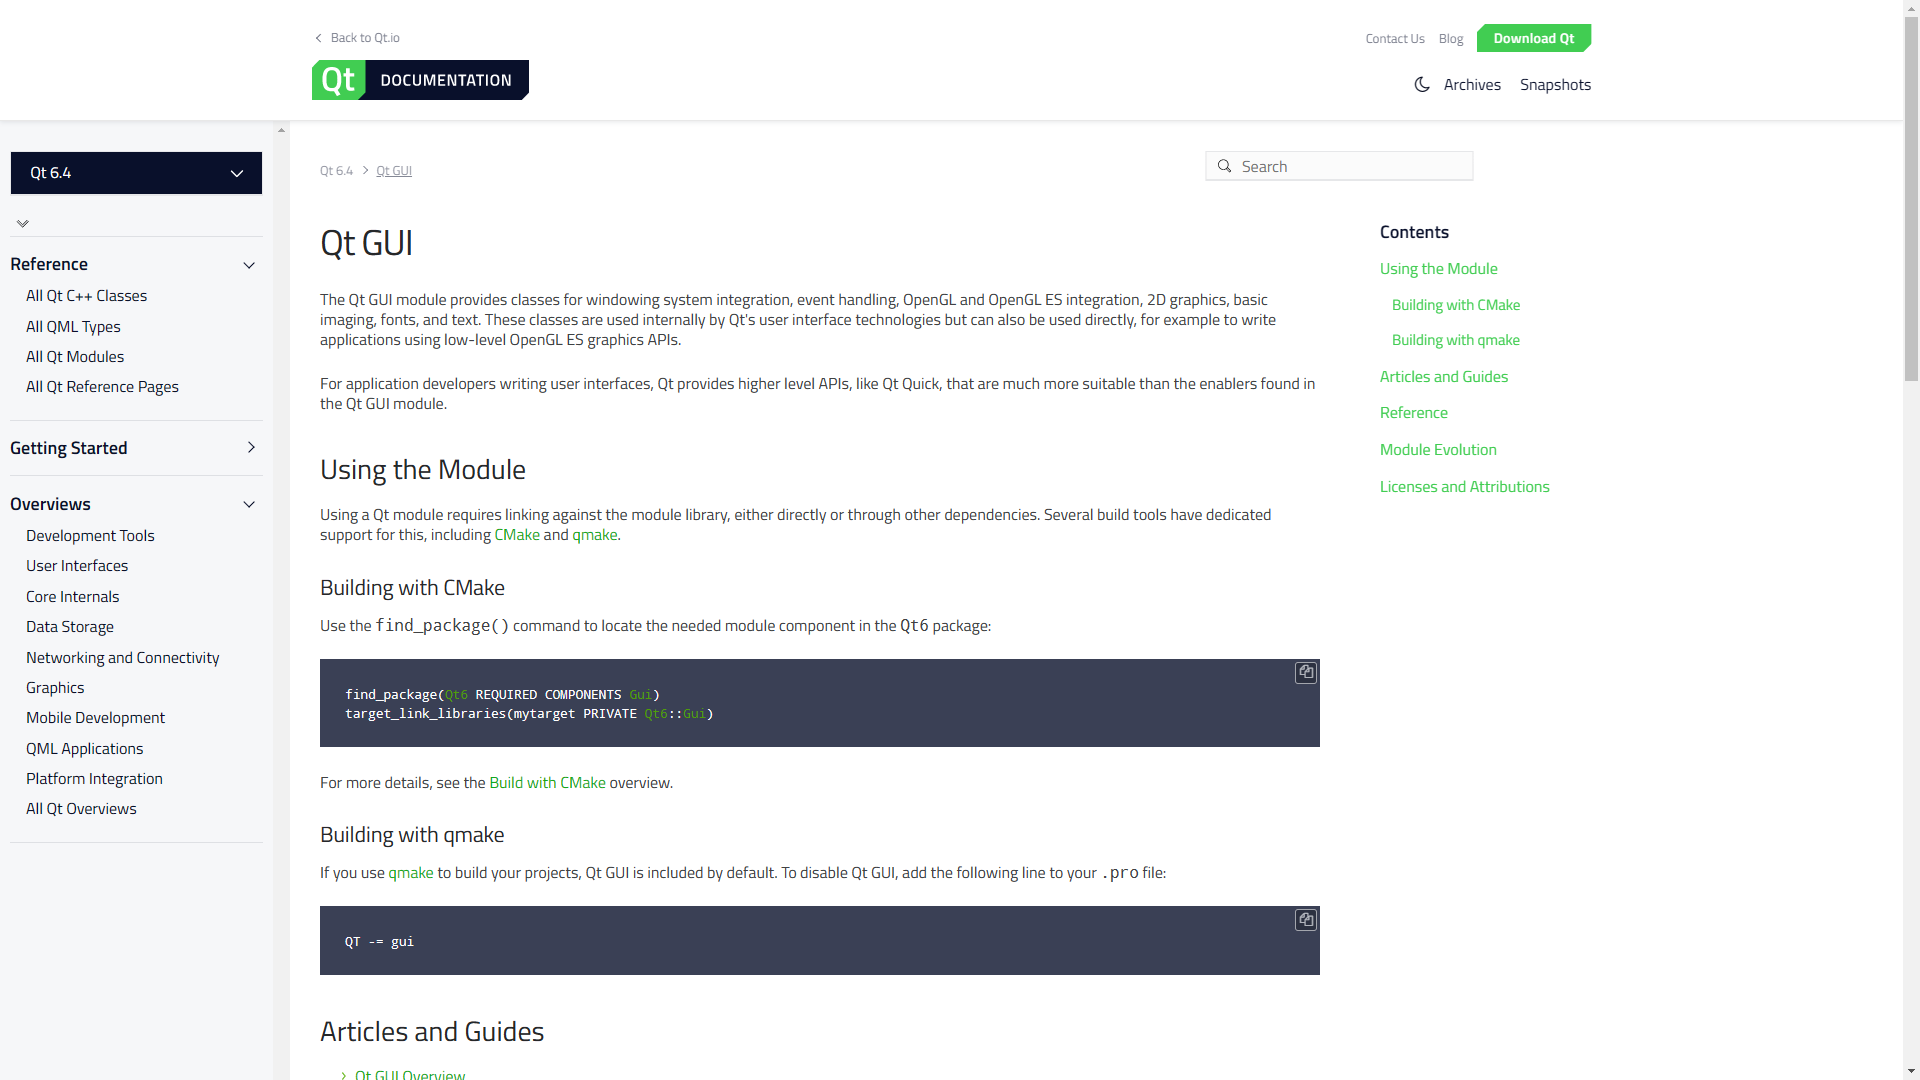 Back to Qt.io
Contact Us
Blog
Download Qt
Qt DOCUMENTATION
Archives
Snapshots
Qt 6.4
Reference
All Qt C++ Classes
All QML Types
All Qt Modules
All Qt Reference Pages
Getting Started
Overviews
Development Tools
User Interfaces
Core Internals
Data Storage
Networking and Connectivity
Graphics
Mobile Development
QML Applications
Platform Integration
All Qt Overviews
Qt 6.4 > Qt GUI
Search
Qt GUI
The Qt GUI module provides classes for windowing system integration, event handling, OpenGL and OpenGL ES integration, 2D graphics, basic
imaging, fonts, and text. These classes are used internally by Qt's user interface technologies but can also be used directly, for example to write
applications using low-level OpenGL ES graphics APIs.
For application developers writing user interfaces, Qt provides higher level APIs, like Qt Quick, that are much more suitable than the enablers found in
the Qt GUI module.
Using the Module
Using a Qt module requires linking against the module library, either directly or through other dependencies. Several build tools have dedicated
support for this, including CMake and qmake.
Building with CMake
Use the find_package() command to locate the needed module component in the Qt6 package:
find_package(Qt6 REQUIRED COMPONENTS Gui)
target_link_libraries(mytarget PRIVATE Qt6::Gui)
For more details, see the Build with CMake overview.
Building with qmake
If you use qmake to build your projects, Qt GUI is included by default. To disable Qt GUI, add the following line to your .pro file:
QT -= gui
Articles and Guides
Qt GUI Overview
Contents
Using the Module
Building with CMake
Building with qmake
Articles and Guides
Reference
Module Evolution
Licenses and Attributions